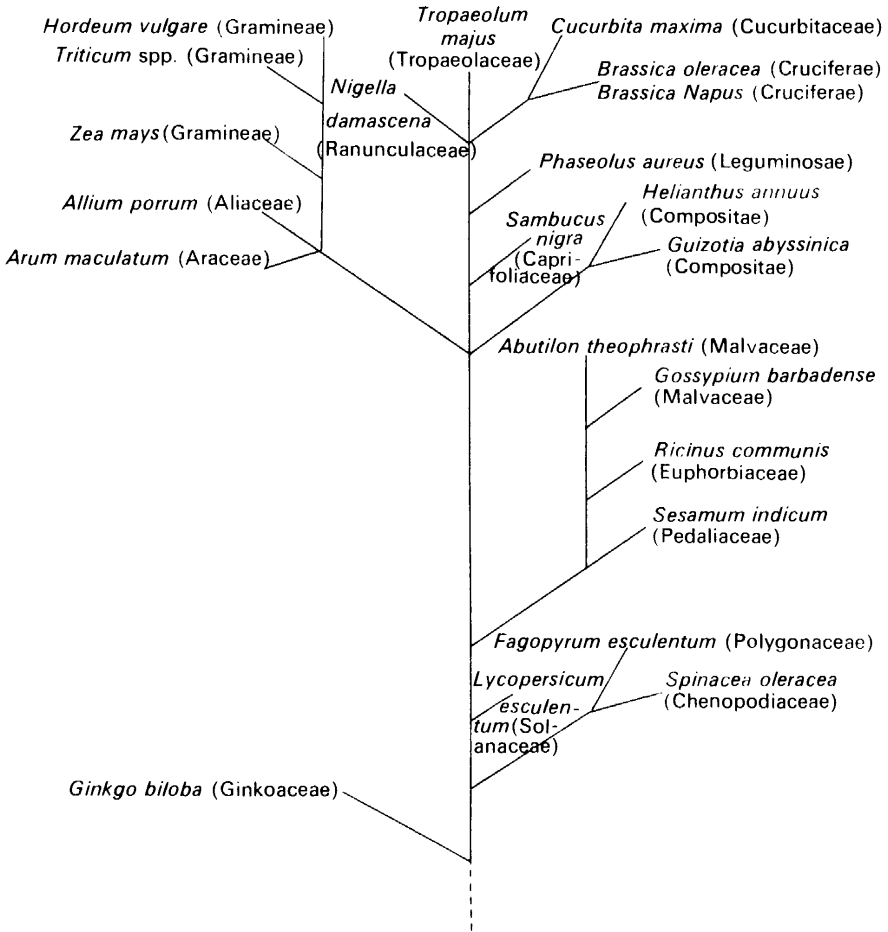 Hordeum vulgare (Gramineae)
Triticum spp. (Gramineae)
Tropaeolum
majus
(Tropaeolaceae)
Cucurbita maxima (Cucurbitaceae)
Brassica oleracea (Cruciferae)
Brassica Napus (Cruciferae)
Nigella
damascena
(Ranunculaceae)
Zea mays (Gramineae)
Phaseolus aureus (Leguminosae)
Allium porrum (Aliaceae)
Helianthus annuus
(Compositae)
Sambucus
nigra
(Capri-
foliaceae)
Guizotia abyssinica
(Compositae)
Arum maculatum (Araceae)
Abutilon theophrasti (Malvaceae)
Gossypium barbadense
(Malvaceae)
Ricinus communis
(Euphorbiaceae)
Sesamum indicum
(Pedaliaceae)
Fagopyrum esculentum (Polygonaceae)
Lycopersicum
esculen-
tum (Sol-
anaceae)
Spinacea oleracea
(Chenopodiaceae)
Ginkgo biloba (Ginkoaceae)